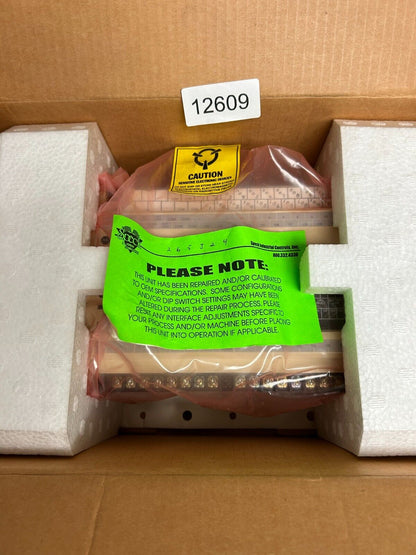 12609
CAUTION
SENSITIVE ELECTRONIC DEVICES
265324
PLEASE NOTE:
THIS UNIT HAS BEEN REPAIRED AND/OR CALIBRATED
TO OEM SPECIFICATIONS. SOME CONFIGURATIONS
AND/OR DIP SWITCH SETTINGS MAY HAVE BEEN
ALTERED DURING THE REPAIR PROCESS. PLEASE
RESET ANY INTERFACE ADJUSTMENTS SPECIFIC TO
YOUR PROCESS AND/OR MACHINE BEFORE PLACING
THIS UNIT INTO OPERATION IF APPLICABLE.